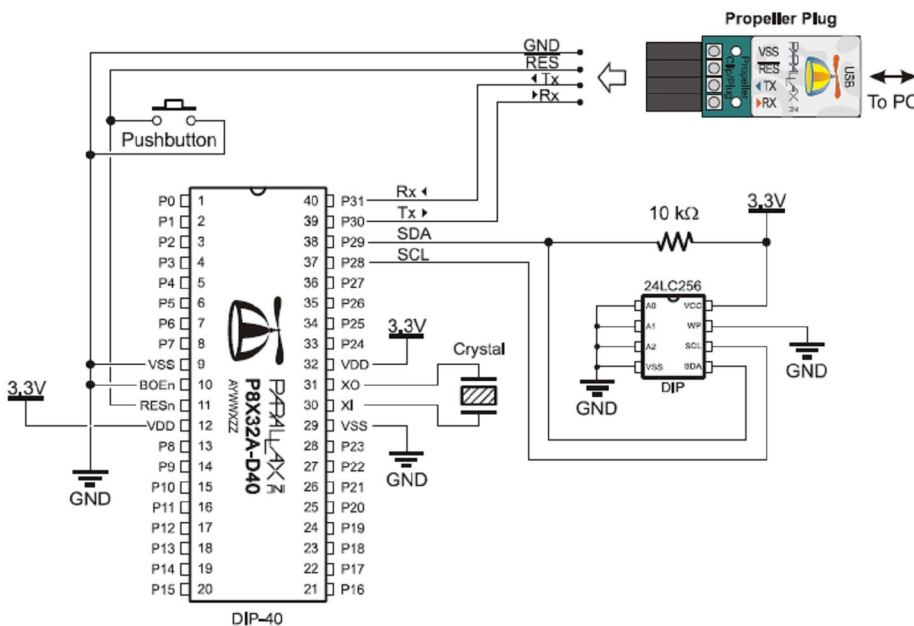 Propeller Plug
GND
RES
Tx
Rx
VSS
RES
TX
RX
Propeller
Clip/Plug
PARALLAX
USB
To PC
Pushbutton
P0 1 40 P31 Rx
P1 2 39 P30 Tx
P2 3 38 P29 SDA
P3 4 37 P28 SCL
P4 5 36 P27
P5 6 35 P26
P6 7 34 P25
P7 8 33 P24
VSS 9 32 VDD
BOEn 10 31 XO
RESn 11 30 XI
VDD 12 29 VSS
P8 13 28 P23
P9 14 27 P22
P10 15 26 P21
P11 16 25 P20
P12 17 24 P19
P13 18 23 P18
P14 19 22 P17
P15 20 21 P16
PARALLAX
P8X32A-D40
AYWWXZZ
DIP-40
3.3V
GND
3.3V
Crystal
GND
10 kΩ
3.3V
24LC256
A0 VCC
A1 WP
A2 SCL
VSS SDA
DIP
GND
GND